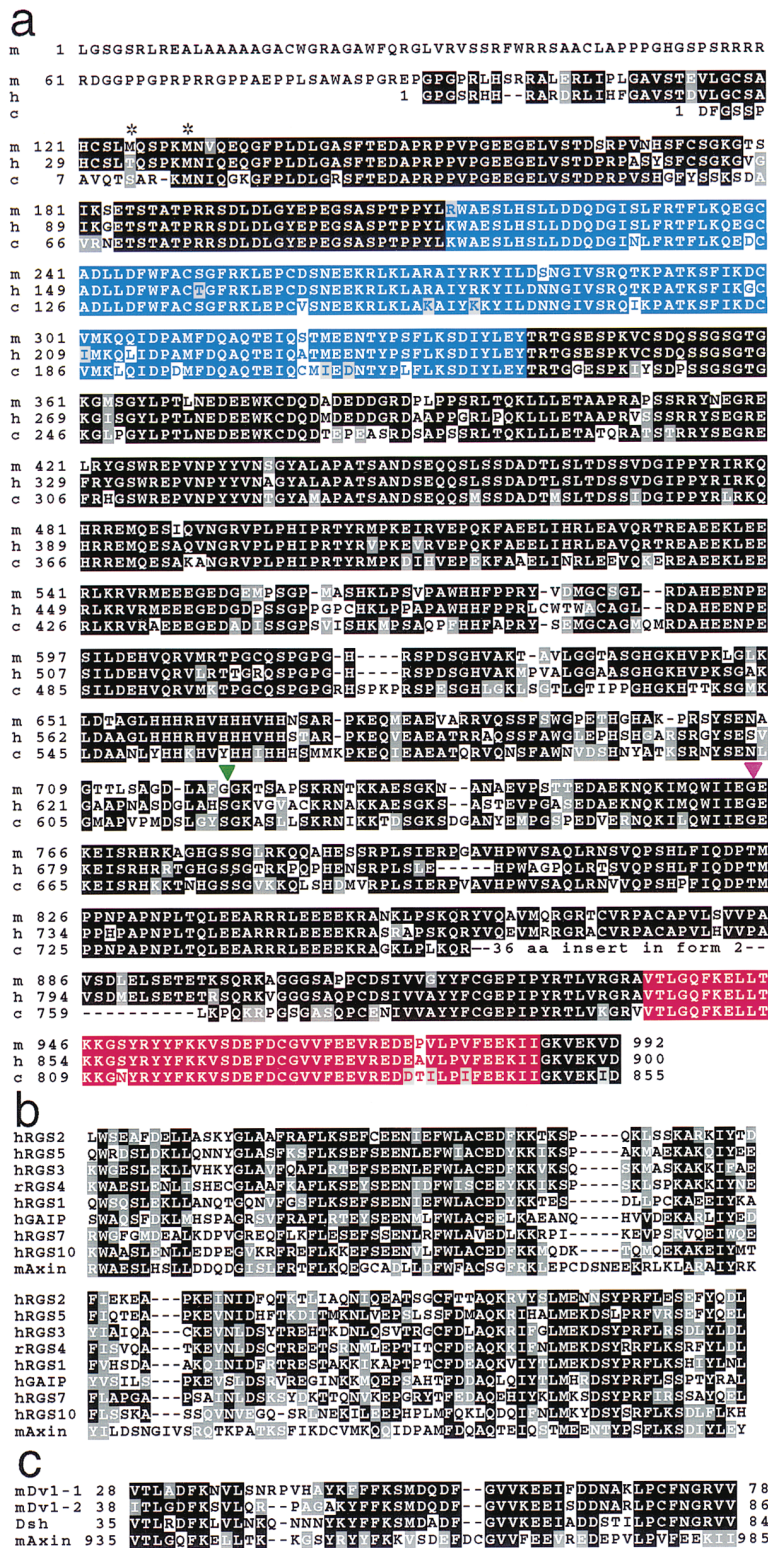 a
m 1 LGSGSRLREALAAAAAGACWGRAGAWFQRGLVRVSSRFWRRSAACLAPPPGHGSPSRRRR
m 61 RDGGPPGPRPRRGPPAEPPLSAWASPGREPGPGPRLHSRRALERLIPLGAVSTEVLGCSA
h 1 GPGSRHH--RARDRLIHFGAVSTEVLGCSA
c 1 DFGSSP
* *
m 121 HCSLMQSPKMNVQEQGFPLDLGASFTEDAPRPPVPGEEGELVSTDSRPVNHSFCSGKGTS
h 29 HCSLTQSPKMNIQEQGFPLDLGASFTEDAPRPPVPGEEGELVSTDPRPASYSFCSGKGVG
c 7 AVQTSAR-KMNIQGKGFPLDLGRSFTEDAPRPPVPGEEGELVSTDPRPVSHGFYSSKSDA
m 181 IKSETSTATPRRSDLDLGYEPEGSASPTPPYLRWAESLHSLLDDQDGISLFRTFLKQEGC
h 89 IKGETSTATPRRSDLDLGYEPEGSASPTPPYLKWAESLHSLLDDQDGISLFRTFLKQEGC
c 66 VRNETSTATPRRSDLDLGYEPEGSASPTPPYLKWAESLHSLLDDQDGINLFRTFLKQEDC
m 241 ADLLDFWFACSGFRKLEPCDSNEEKRLKLARAIYRKYILDSNGIVSRQTKPATKSFIKDC
h 149 ADLLDFWFACTGFRKLEPCDSNEEKRLKLARAIYRKYILDNNGIVSRQTKPATKSFIKGC
c 126 ADLLDFWFACSGFRKLEPCVSNEEKRLKLAKAIYKKYILDNNGIVSRQIKPATKSFIKDC
m 301 VMKQQIDPAMFDQAQTEIQSTMEENTYPSFLKSDIYLEYTRTGSESPKVCSDQSSGSGTG
h 209 IMKQLIDPAMFDQAQTEIQATMEENTYPSFLKSDIYLEYTRTGSESPKVCSDQSSGSGTG
c 186 VMKLQIDPDMFDQAQTEIQCMIEDNTYPLFLKSDIYLEYTRTGGESPKIYSDPSSGSGTG
m 361 KGMSGYLPTLNEDEEWKCDQDADEDDGRDPLPPSRLTQKLLLETAAPRAPSSRRYNEGRE
h 269 KGISGYLPTLNEDEEWKCDQDMDEDDGRDAAPPGRLPQKLLLETAAPRVSSSRRYSEGRE
c 246 KGLPGYLPTLNEDEEWKCDQDTEPEASRDSAPSSRLTQKLLLETATQRATSTRRYSEGRE
m 421 LRYGSWREPVNPYYVNSGYALAPATSANDSEQQSLSSDADTLSLTDSSVDGIPPYRIRKQ
h 329 FRYGSWREPVNPYYVNAGYALAPATSANDSEQQSLSSDADTLSLTDSSVDGIPPYRIRKQ
c 306 FRHGSWREPVNPYYVNTGYAMAPATSANDSEQQSMSSDADTMSLTDSSIDGIPPYRLRKQ
m 481 HRREMQESIQVNGRVPLPHIPRTYRMPKEIRVEPQKFAEELIHRLEAVQRTREAEEKLEE
h 389 HRREMQESAQVNGRVPLPHIPRTYRVPKEVRVEPQKFAEELIHRLEAVQRTREAEEKLEE
c 366 HRREMQESAKANGRVPLPHIPRTYRMPKDIHVEPEKFAAELINRLEEVQKEREAEEKLEE
m 541 RLKRVRMEEEGEDGEMPSGP-MASHKLPSVPAWHHFPPRY-VDMGCSGL--RDAHEENPE
h 449 RLKRVRMEEEGEDGDPSSGPPGPCHKLPPAPAWHHFPPRLCWTWACAGL--RDAHEENPE
c 426 RLKRVRAEEEGEDADISSGPSVISHKMPSAQPFHHFAPRY-SEMGCAGMQMRDAHEENPE
m 597 SILDEHVQRVMRTPGCQSPGPG-H----RSPDSGHVAKT-AVLGGTASGHGKHVPKLGLK
h 507 SILDEHVQRVLRTTGRQSPGPG-H----RSPDSGHVAKMPVALGGAASGHGKHVPKSGAK
c 485 SILDEHVQRVMKTPGCQSPGPGRHSPKPRSPESGHLGKLSGTLGTIPPGHGKHTTKSGMK
m 651 LDTAGLHHHRHVHHHVHHNSAR-PKEQMEAEVARRVQSSFSWGPETHGHAK-PRSYSENA
h 562 LDAAGLHHHRHVHHHVHHSTAR-PKEQVEAEATRRAQSSFAWGLEPHSHGARSRGYSESV
c 545 LDAANLYHHKHVYHHIHHHSMMKPKEQIEAEATQRVQNSFAWNVDSHNYATKSRNYSENL
m 709 GTTLSAGD-LAFGGKTSAPSKRNTKKAESGKN--ANAEVPSTTEDAEKNQKIMQWIIEGE
h 621 GAAPNASDGLAHSGKVGVACKRNAKKAESGKS--ASTEVPGASEDAEKNQKIMQWIIEGE
c 605 GMAPVPMDSLGYSGKASLLSKRNIKKTDSGKSDGANYEMPGSPEDVERNQKILQWIIEGE
m 766 KEISRHRKAGHGSSGLRKQQAHESSRPLSIERPGAVHPWVSAQLRNSVQPSHLFIQDPTM
h 679 KEISRHRRTGHGSSGTRKPQPHENSRPLSLE-----HPWAGPQLRTSVQPSHLFIQDPTM
c 665 KEISRHKKTNHGSSGVKKQLSHDMVRPLSIERPVAVHPWVSAQLRNVVQPSHPFIQDPTM
m 826 PPNPAPNPLTQLEEARRRLEEEEKRANKLPSKQRYVQAVMQRGRTCVRPACAPVLSVVPA
h 734 PPHPAPNPLTQLEEARRRLEEEEKRASRAPSKQRYVQEVMRRGRACVRPACAPVLHVVPA
c 725 PPNPAPNPLTQLEEARRRLEEEEKRAGKLPLKQR--36 aa insert in form 2--
m 886 VSDLELSETETKSQRKAGGGSAPPCDSIVVGYYFCGEPIPYRTLVRGRAVTLGQFKELLT
h 794 VSDMELSETETRSQRKVGGGSAQPCDSIVVAYYFCGEPIPYRTLVRGRAVTLGQFKELLT
c 759 ----------LKPQKRPGSGASQPCENIVVAYYFCGEPIPYRTLVKGRVVTLGQFKELLT
m 946 KKGSYRYYFKKVSDEFDCGVVFEEVREDEPVLPVFEEKIIGKVEKVD 992
h 854 KKGSYRYYFKKVSDEFDCGVVFEEVREDEAVLPVFEEKIIGKVEKVD 900
c 809 KKGNYRYYFKKVSDEFDCGVVFEEVREDDTILPIFEEKIIGKVEKID 855
b
hRGS2 LWSEAFDELLASKYGLAAFRAFLKSEFCEENIEFWLACEDFKKTKSP----QKLSSKARKIYTD
hRGS5 QWRDSLDKLLQNNYGLASFKSFLKSEFSEENLEFWIACEDYKKIKSP----AKMAEKAKQIYEE
hRGS3 KWGESLEKLLVHKYGLAVFQAFLRTEFSEENLEFWLACEDFKKVKSQ----SKMASKAKKIFAE
rRGS4 KWAESLENLISHECGLAAFKAFLKSEYSEENIDFWISCEEYKKIKSP----SKLSPKAKKIYNE
hRGS1 QWSQSLEKLLANQTGQNVFGSFLKSEFSEENIEFWLACEDYKKTES-----DLLPCKAEEIYKA
hGAIP SWAQSFDKLMHSPAGRSVFRAFLRTEYSEENMLFWLACEELKAEANQ----HVVDEKARLIYED
hRGS7 RWGFGMDEALKDPVGREQFLKFLESEFSSENLRFWLAVEDLKKRPI-----KEVPSRVQEIWQE
hRGS10 KWAASLENLLEDPEGVKRFREFLKKEFSEENVLFWLACEDFKKMQDK----TQMQEKAKEIYMT
mAxin RWAESLHSLLDDQDGISLFRTFLKQEGCADLLDFWFACSGFRKLEPCDSNEEKRLKLARAIYRK
hRGS2 FIEKEA---PKEINIDFQTKTLIAQNIQEATSGCFTTAQKRVYSLMENNSYPRFLESEFYQDL
hRGS5 FIQTEA---PKEVNIDHFTKDITMKNLVEPSLSSFDMAQKRIHALMEKDSLPRFVRSEFYQEL
hRGS3 YIAIQA---CKEVNLDSYTREHTKDNLQSVTRGCFDLAQKRIFGLMEKDSYPRFLRSDLYLDL
rRGS4 FISVQA---TKEVNLDSCTREETSRNMLEPTITCFDEAQKKIFNLMEKDSYRRFLKSRFYLDL
hRGS1 FVHSDA---AKQINIDFRTRESTAKKIKAPTPTCFDEAQKVIYTLMEKDSYPRFLKSHIYLNL
hGAIP YVSILS---PKEVSLDSRVREGINKKMQEPSAHTFDDAQLQIYTLMHRDSYPRFLSSPTYRAL
hRGS7 FLAPGA---PSAINLDSKSYDKTTQNVKEPGRYTFEDAQEHIYKLMKSDSYPRFIRSSAYQEL
hRGS10 FLSSKA---SSQVNVEGQ-SRLNEKILEEPHPLMFQKLQDQIFNLMKYDSYSRFLKSDLFLKH
mAxin YILDSNGIVSRQTKPATKSFIKDCVMKQQIDPAMFDQAQTEIQSTMEENTYPSFLKSDIYLEY
c
mDvl-1 28 VTLADFKNVLSNRPVHAYKFFFKSMDQDF--GVVKEEIFDDNAKLPCFNGRVV 78
mDvl-2 38 ITLGDFKSVLQR--PAGAKYFFKSMDQDF--GVVKEEISDDNARLPCFNGRVV 86
Dsh 35 VTLRDFKLVLNKQ-NNNYKYFFKSMDADF--GVVKEEIADDSTILPCFNGRVV 84
mAxin 935 VTLGQFKELLTK-KGSYRYYFKKVSDEFDCGVVFEEVREDEPVLPVFEEKII 985